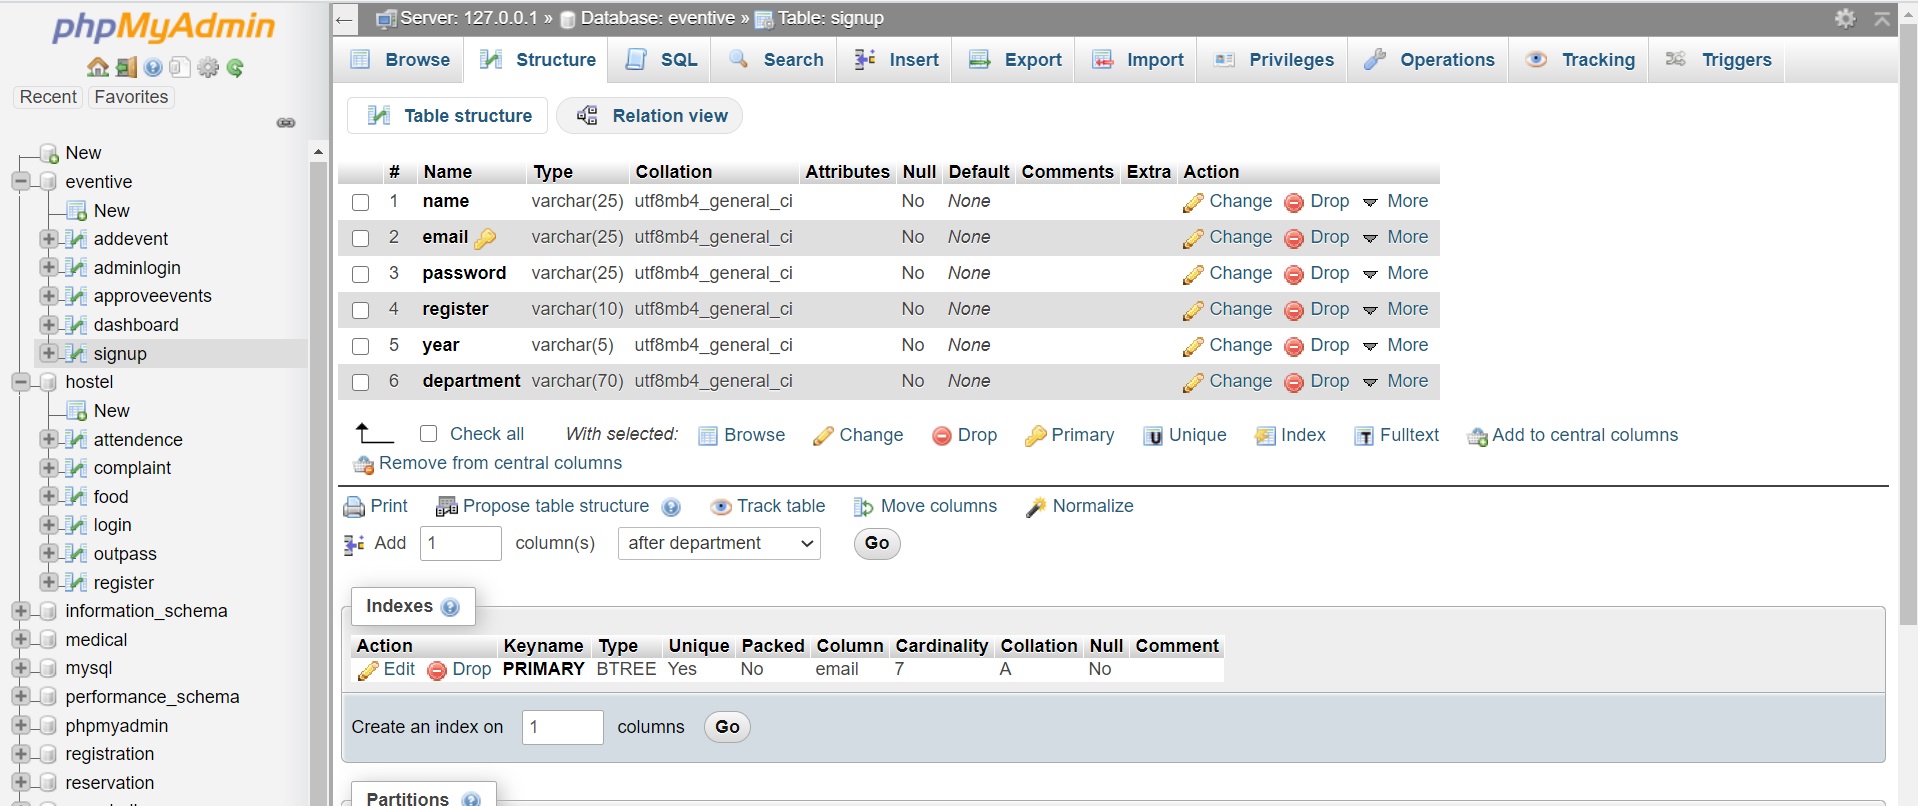 phpMyAdmin
Recent Favorites
New
eventive
New
addevent
adminlogin
approveevents
dashboard
signup
hostel
New
attendence
complaint
food
login
outpass
register
information_schema
medical
mysql
performance_schema
phpmyadmin
registration
reservation
Server: 127.0.0.1 » Database: eventive » Table: signup
Browse Structure SQL Search Insert Export Import Privileges Operations Tracking Triggers
Table structure Relation view
# Name Type Collation Attributes Null Default Comments Extra Action
1 name varchar(25) utf8mb4_general_ci No None Change Drop More
2 email varchar(25) utf8mb4_general_ci No None Change Drop More
3 password varchar(25) utf8mb4_general_ci No None Change Drop More
4 register varchar(10) utf8mb4_general_ci No None Change Drop More
5 year varchar(5) utf8mb4_general_ci No None Change Drop More
6 department varchar(70) utf8mb4_general_ci No None Change Drop More
Check all With selected: Browse Change Drop Primary Unique Index Fulltext Add to central columns
Remove from central columns
Print Propose table structure Track table Move columns Normalize
Add 1 column(s) after department Go
Indexes
Action Keyname Type Unique Packed Column Cardinality Collation Null Comment
Edit Drop PRIMARY BTREE Yes No email 7 A No
Create an index on 1 columns Go
Partitions